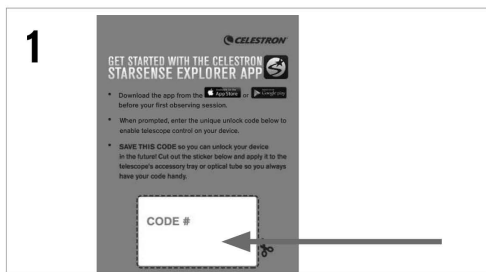 1
CELESTRON
GET STARTED WITH THE CELESTRON
STARSENSE EXPLORER APP
• Download the app from the App Store or Google play
before your first observing session.
• When prompted, enter the unique unlock code below to
enable telescope control on your device.
• SAVE THIS CODE so you can unlock your device
in the future! Cut out the sticker below and apply it to the
telescope's accessory tray or optical tube so you always
have your code handy.
CODE #